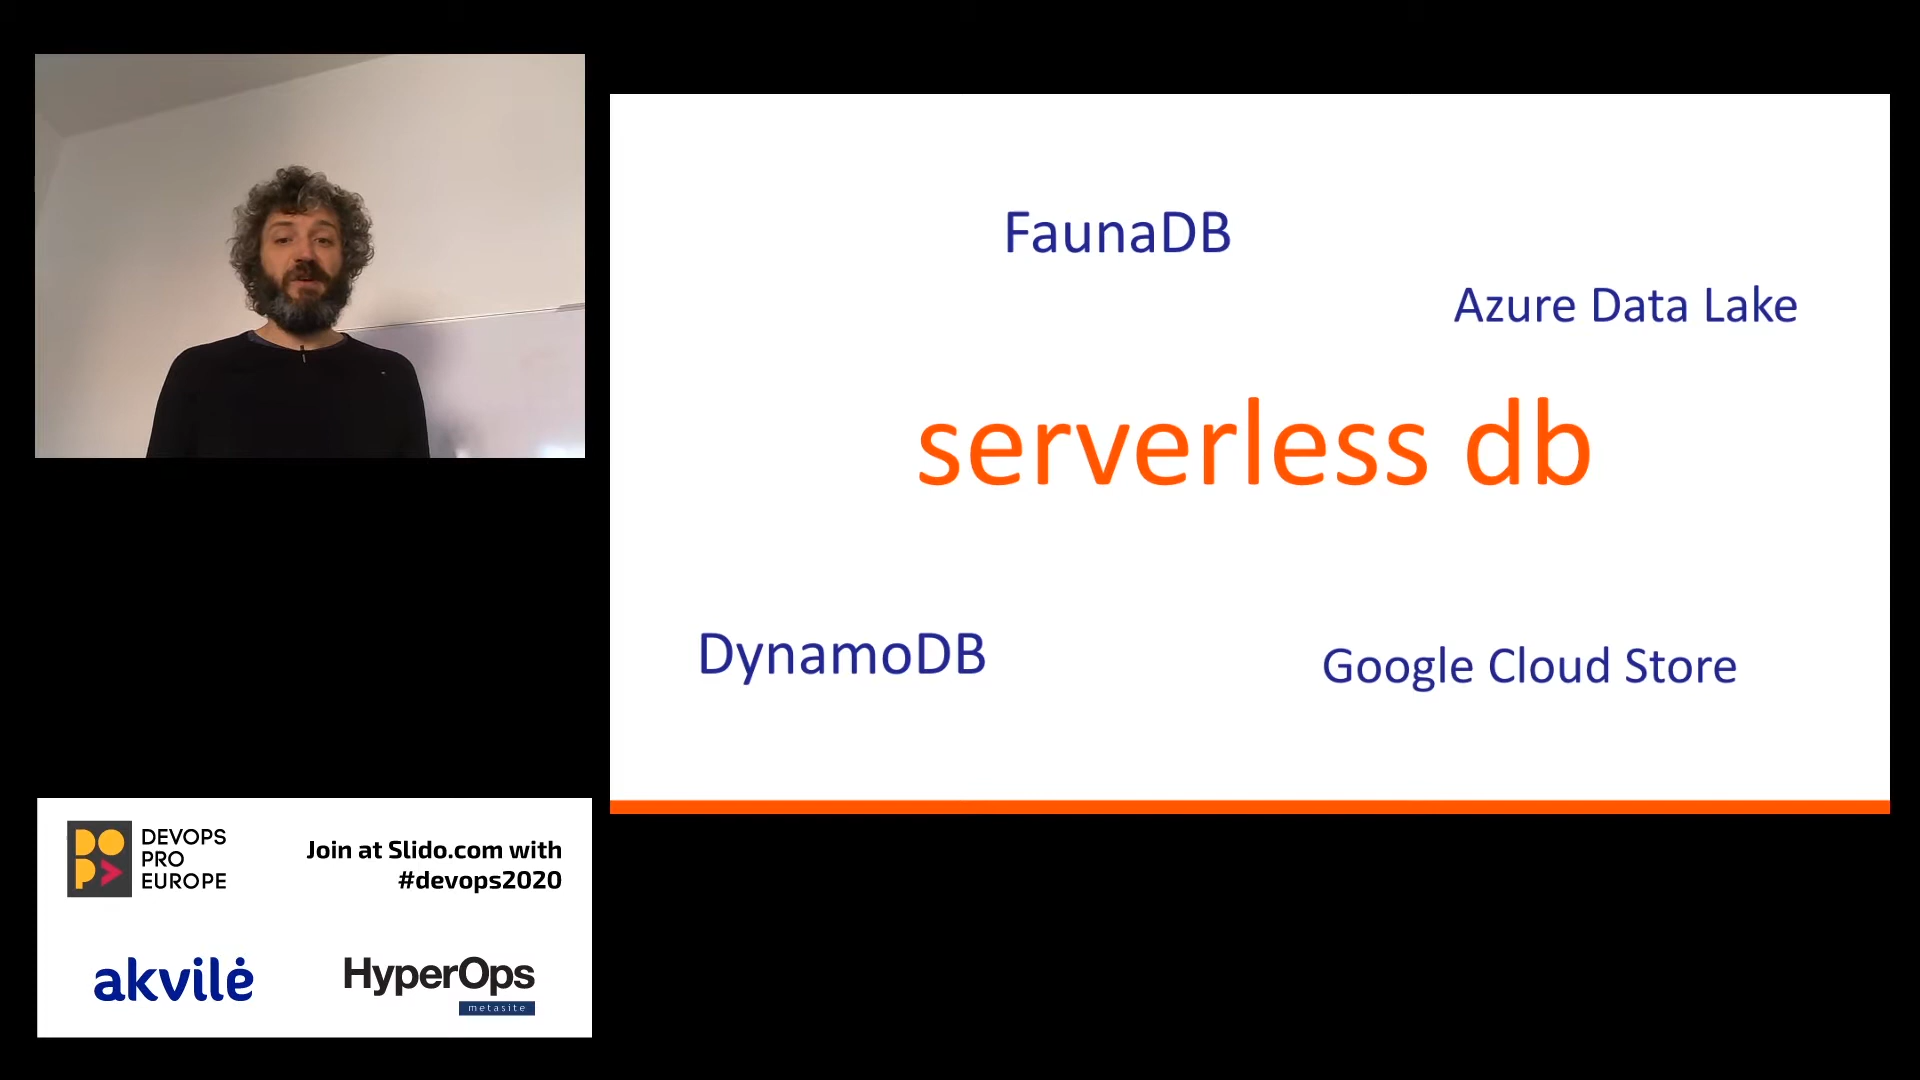 FaunaDB
Azure Data Lake
serverless db
DynamoDB
Google Cloud Store
DEVOPS
PRO
EUROPE
Join at Slido.com with
#devops2020
akvilė
HyperOps
metasite